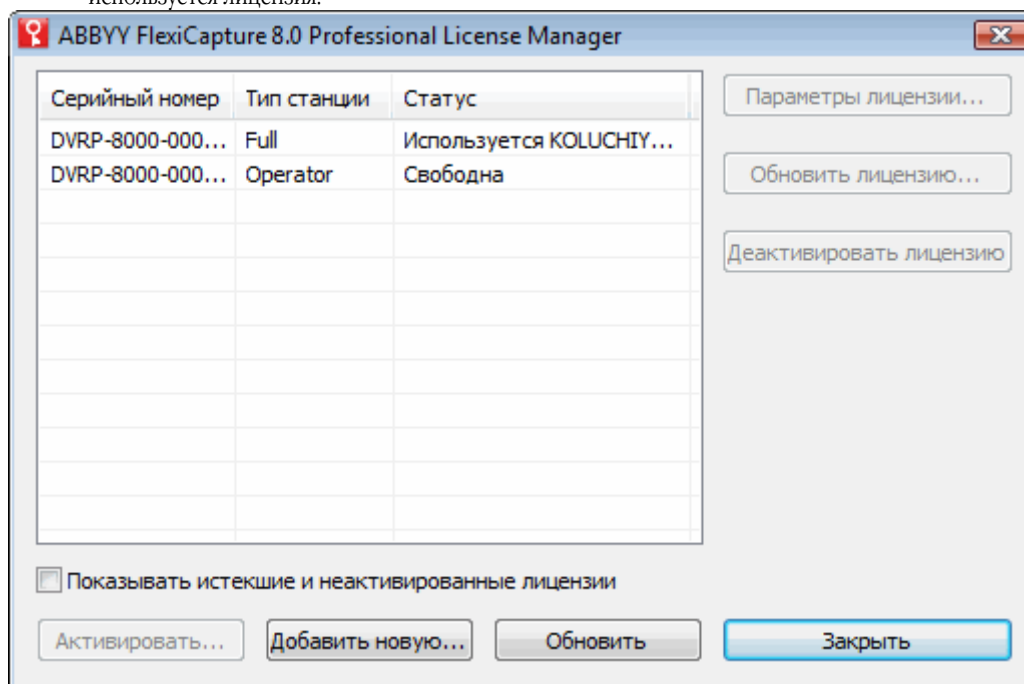 используется лицензия.
ABBYY FlexiCapture 8.0 Professional License Manager
Серийный номер Тип станции Статус
DVRP-8000-000... Full Используется KOLUCHIY...
DVRP-8000-000... Operator Свободна
Параметры лицензии...
Обновить лицензию...
Деактивировать лицензию
Показывать истекшие и неактивированные лицензии
Активировать... Добавить новую... Обновить Закрыть